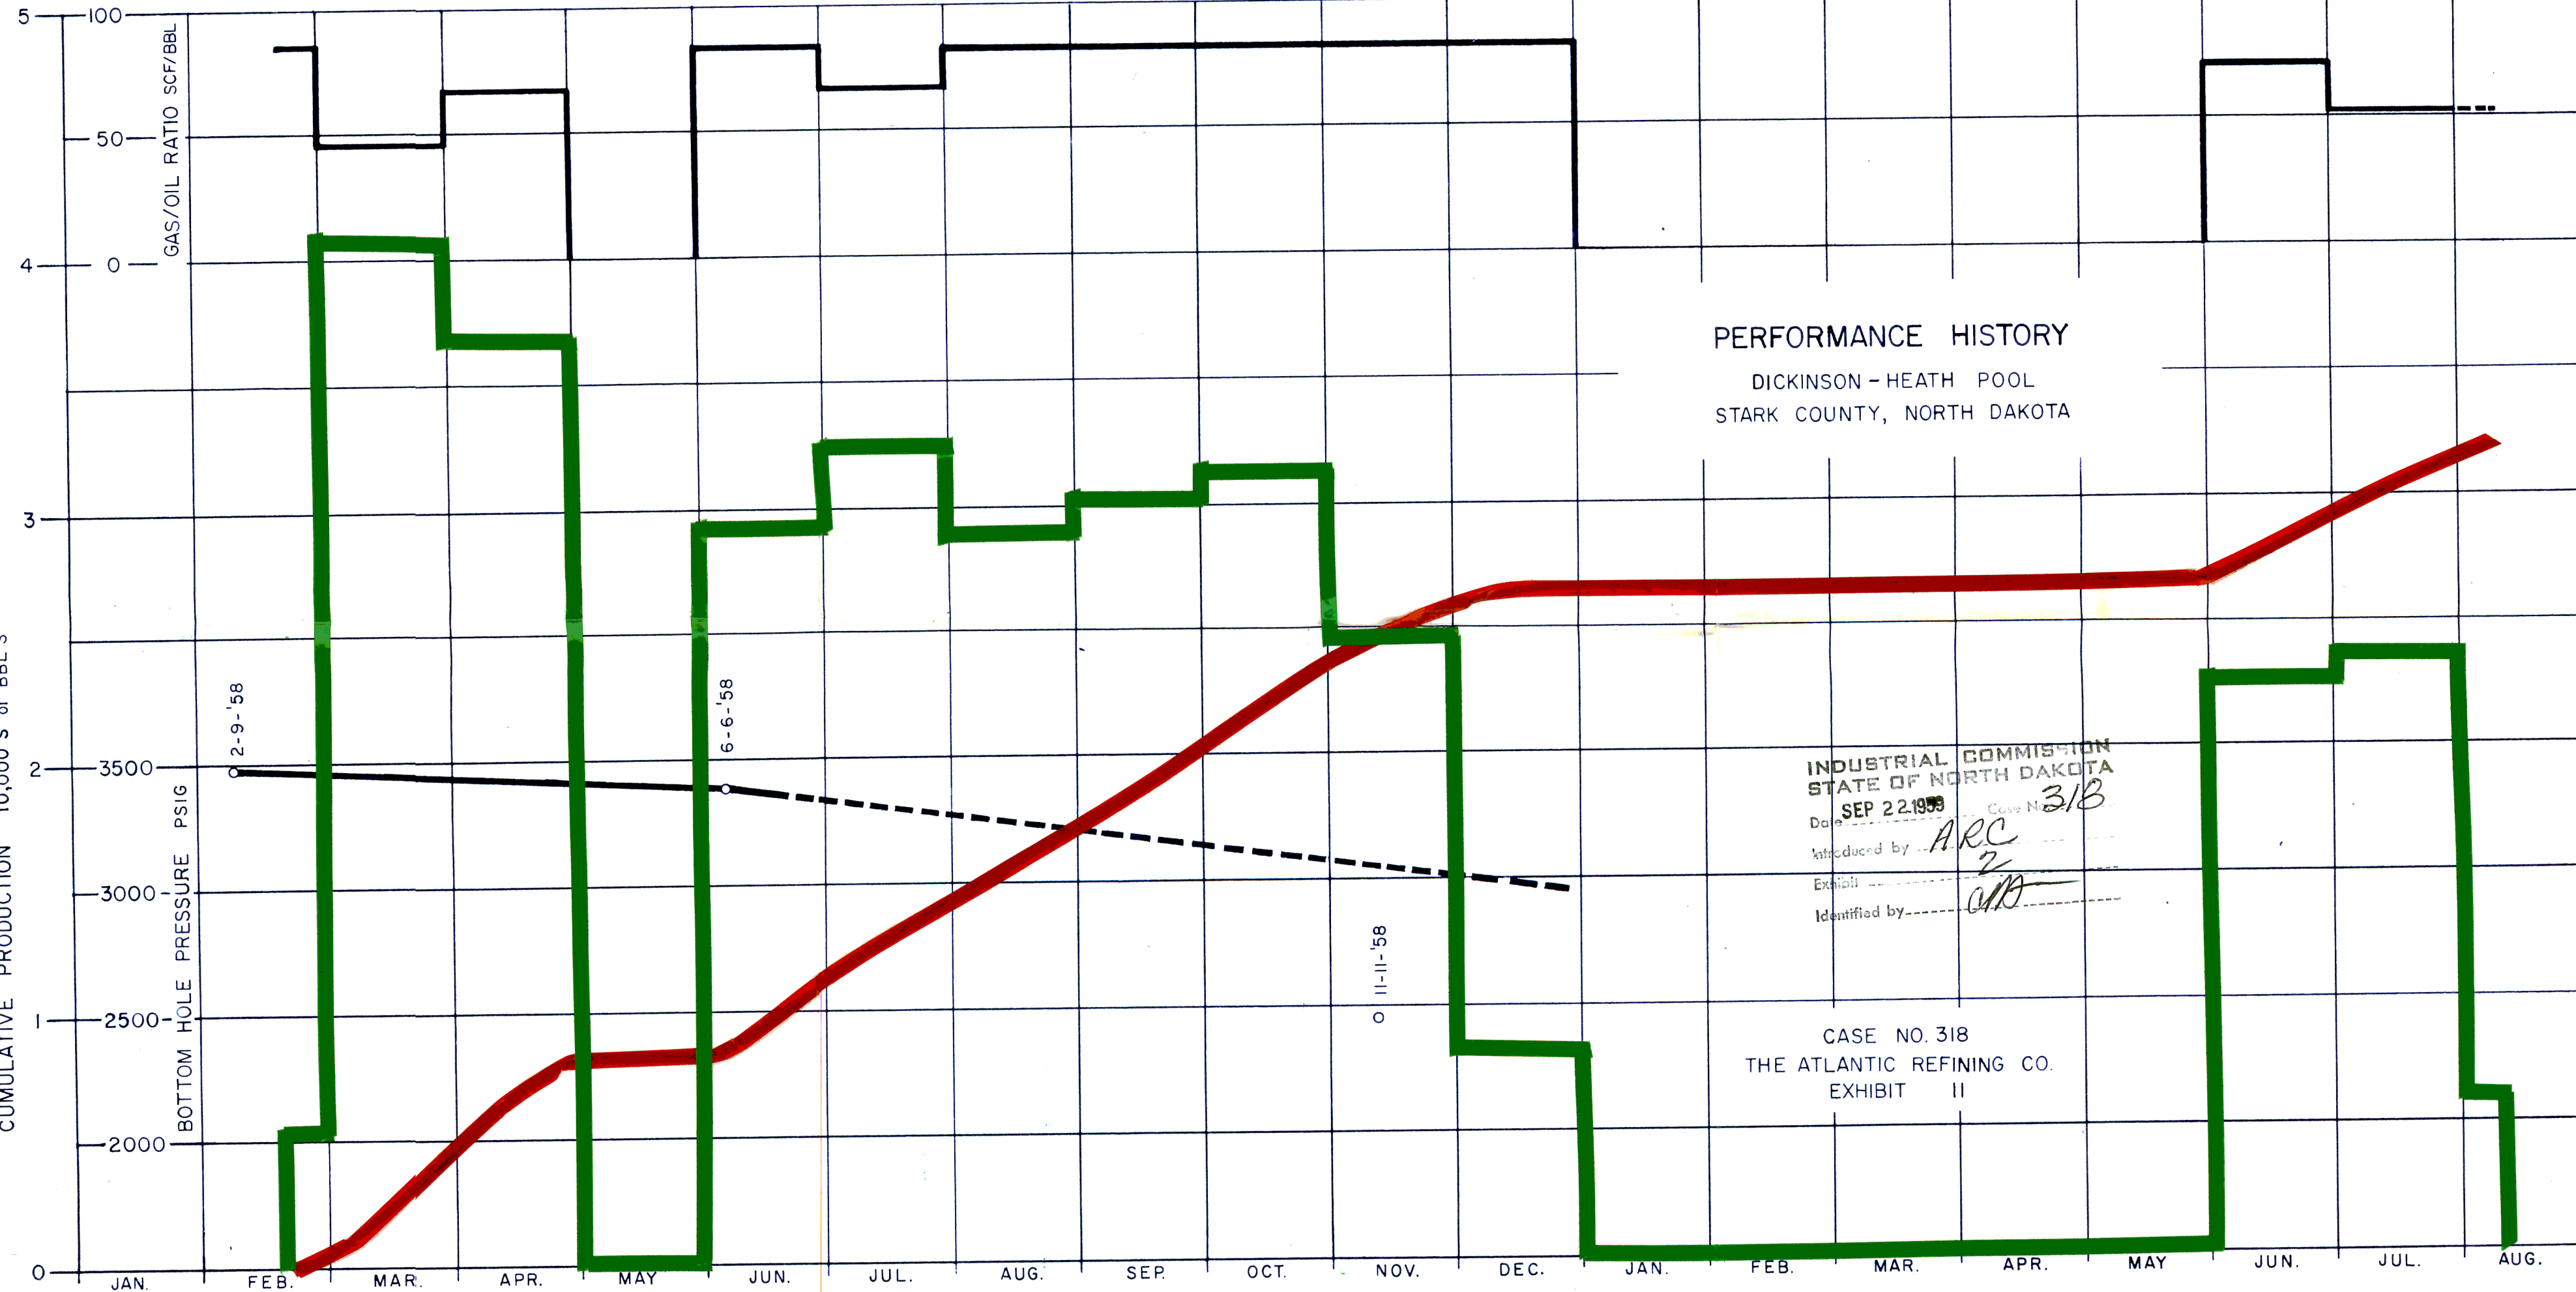 5
100
GAS/OIL RATIO SCF/BBL
50
4
0
PERFORMANCE HISTORY
DICKINSON-HEATH POOL
STARK COUNTY, NORTH DAKOTA
3
CUMULATIVE PRODUCTION 10,000'S of BBL'S
2-9-'58
6-6-'58
2
3500
BOTTOM HOLE PRESSURE PSIG
INDUSTRIAL COMMISSION
STATE OF NORTH DAKOTA
Date SEP 22 1959 Case No. 318
Introduced by ARC
Exhibit 2
Identified by
3000
11-11-'58
1
2500
CASE NO. 318
THE ATLANTIC REFINING CO.
EXHIBIT II
2000
0
JAN. FEB. MAR. APR. MAY JUN. JUL. AUG. SEP. OCT. NOV. DEC. JAN. FEB. MAR. APR. MAY JUN. JUL. AUG.